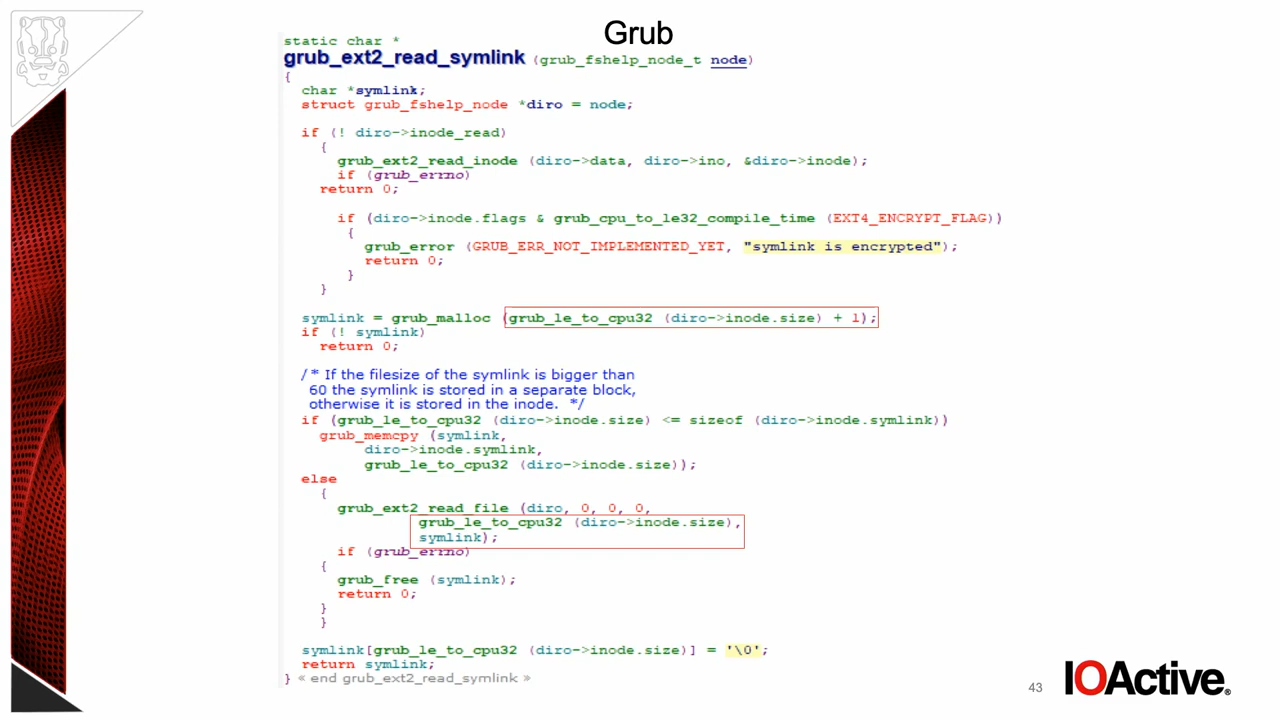 Grub
static char *
grub_ext2_read_symlink (grub_fshelp_node_t node)
{
char *symlink;
struct grub_fshelp_node *diro = node;
if (! diro->inode_read)
{
grub_ext2_read_inode (diro->data, diro->ino, &diro->inode);
if (grub_errno)
return 0;
if (diro->inode.flags & grub_cpu_to_le32_compile_time (EXT4_ENCRYPT_FLAG))
{
grub_error (GRUB_ERR_NOT_IMPLEMENTED_YET, "symlink is encrypted");
return 0;
}
}
symlink = grub_malloc (grub_le_to_cpu32 (diro->inode.size) + 1);
if (! symlink)
return 0;
/* If the filesize of the symlink is bigger than
60 the symlink is stored in a separate block,
otherwise it is stored in the inode. */
if (grub_le_to_cpu32 (diro->inode.size) <= sizeof (diro->inode.symlink))
grub_memcpy (symlink,
diro->inode.symlink,
grub_le_to_cpu32 (diro->inode.size));
else
{
grub_ext2_read_file (diro, 0, 0, 0,
grub_le_to_cpu32 (diro->inode.size),
symlink);
if (grub_errno)
{
grub_free (symlink);
return 0;
}
}
symlink[grub_le_to_cpu32 (diro->inode.size)] = '\0';
return symlink;
} « end grub_ext2_read_symlink »
43
IOActive®